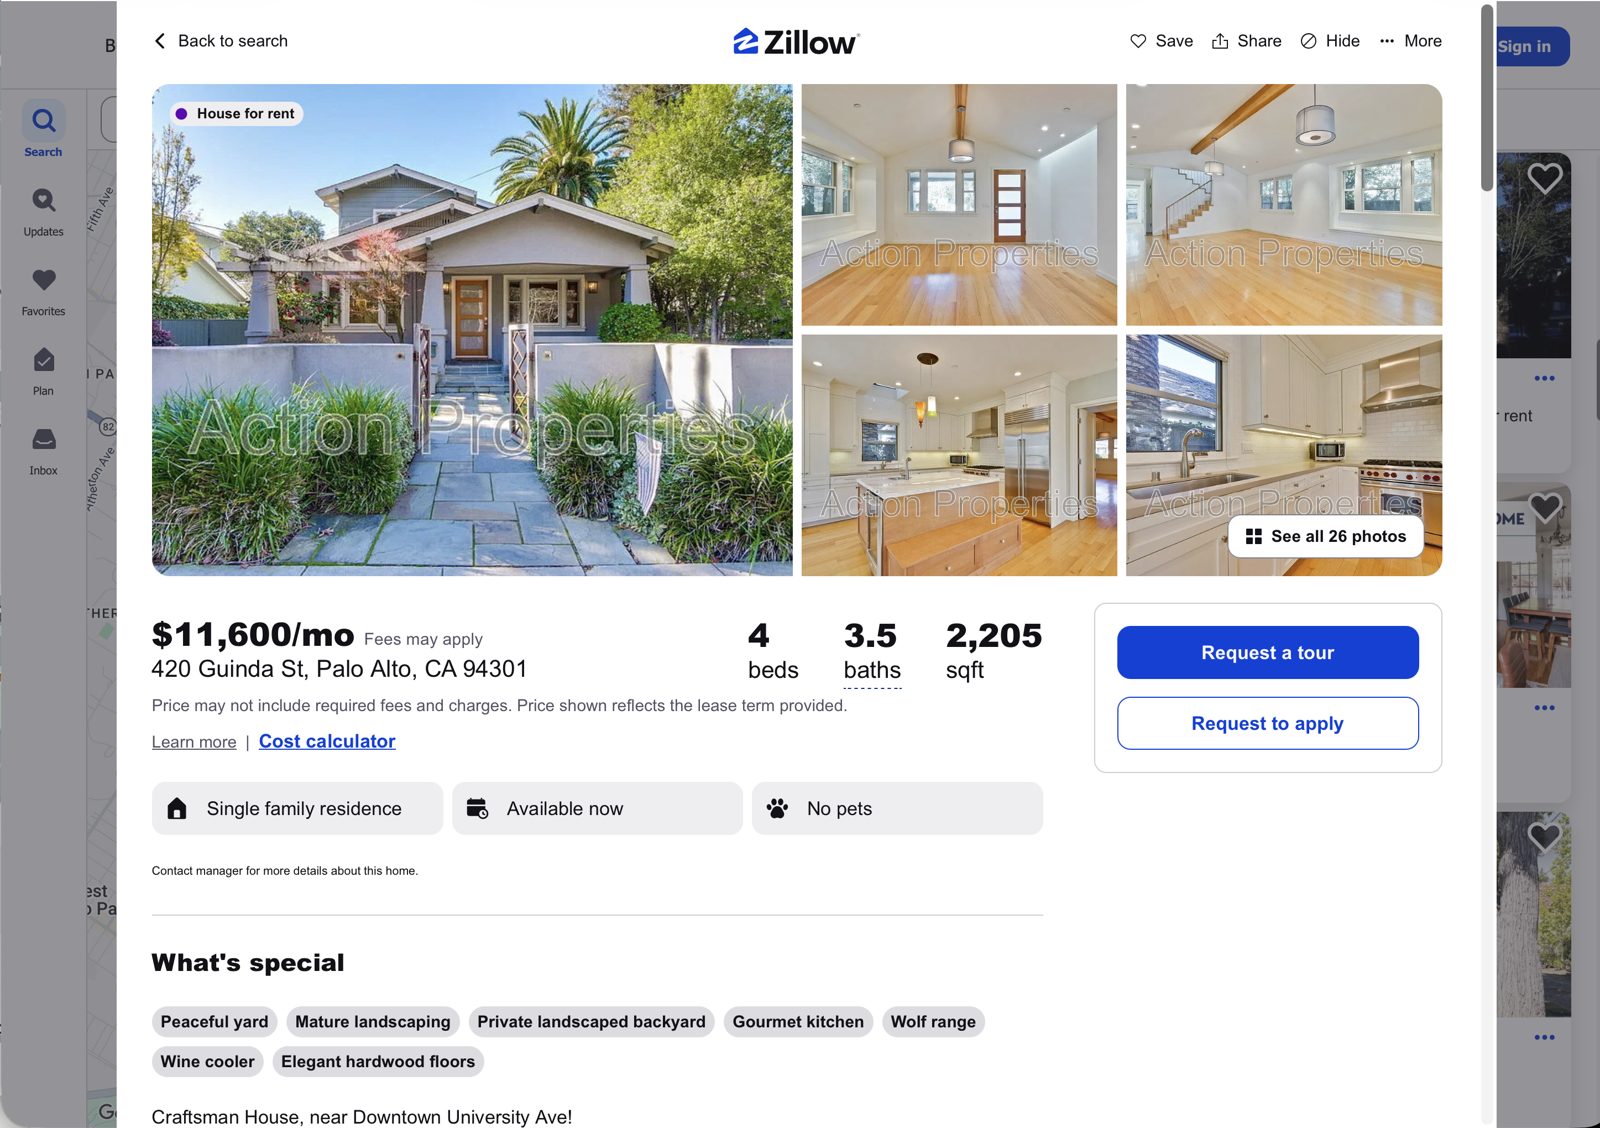 Back to search
Zillow
Save
Share
Hide
More
Sign in
Search
Updates
Favorites
Plan
Inbox
Fifth Ave
82
Atherton Ave
House for rent
Action Properties
Action Properties
Action Properties
Action Properties
Action Properties
See all 26 photos
$11,600/mo Fees may apply
420 Guinda St, Palo Alto, CA 94301
4 beds
3.5 baths
2,205 sqft
Price may not include required fees and charges. Price shown reflects the lease term provided.
Learn more | Cost calculator
Request a tour
Request to apply
Single family residence
Available now
No pets
Contact manager for more details about this home.
What's special
Peaceful yard
Mature landscaping
Private landscaped backyard
Gourmet kitchen
Wolf range
Wine cooler
Elegant hardwood floors
Craftsman House, near Downtown University Ave!
rent